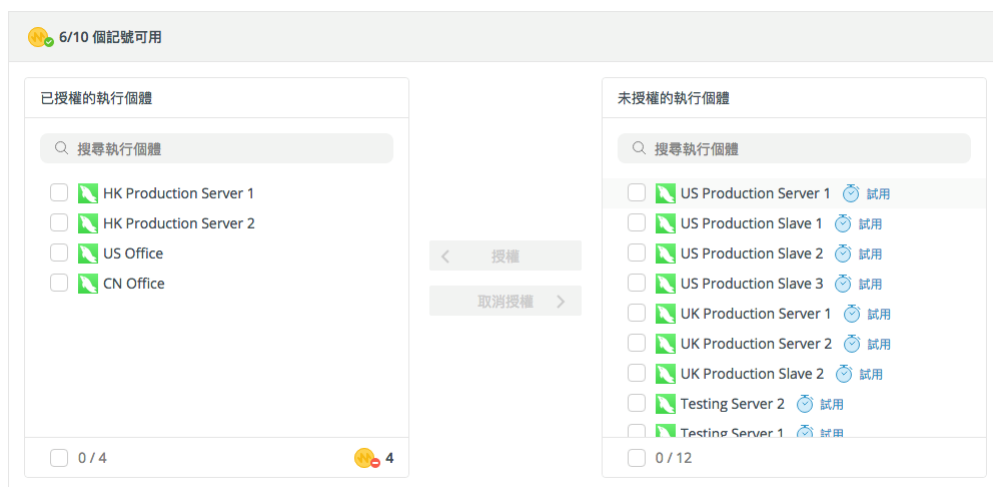 6/10 個記號可用
已授權的執行個體
搜尋執行個體
HK Production Server 1
HK Production Server 2
US Office
CN Office
0 / 4
4
授權
取消授權
未授權的執行個體
搜尋執行個體
US Production Server 1 試用
US Production Slave 1 試用
US Production Slave 2 試用
US Production Slave 3 試用
UK Production Server 1 試用
UK Production Server 2 試用
UK Production Slave 2 試用
Testing Server 2 試用
Testing Server 1 試用
0 / 12